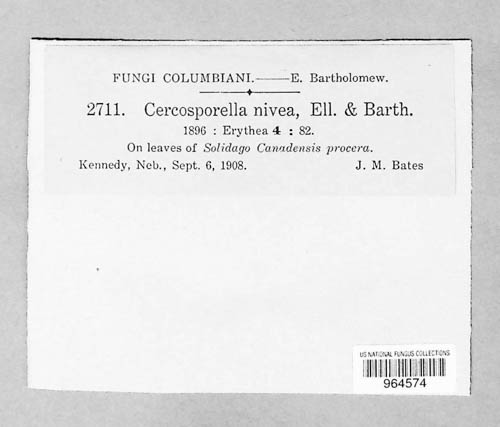 FUNGI COLUMBIANI.——E. Bartholomew.
2711. Cercosporella nivea, Ell. & Barth.
1896 : Erythea 4 : 82.
On leaves of Solidago Canadensis procera.
Kennedy, Neb., Sept. 6, 1908. J. M. Bates
US NATIONAL FUNGUS COLLECTIONS
964574